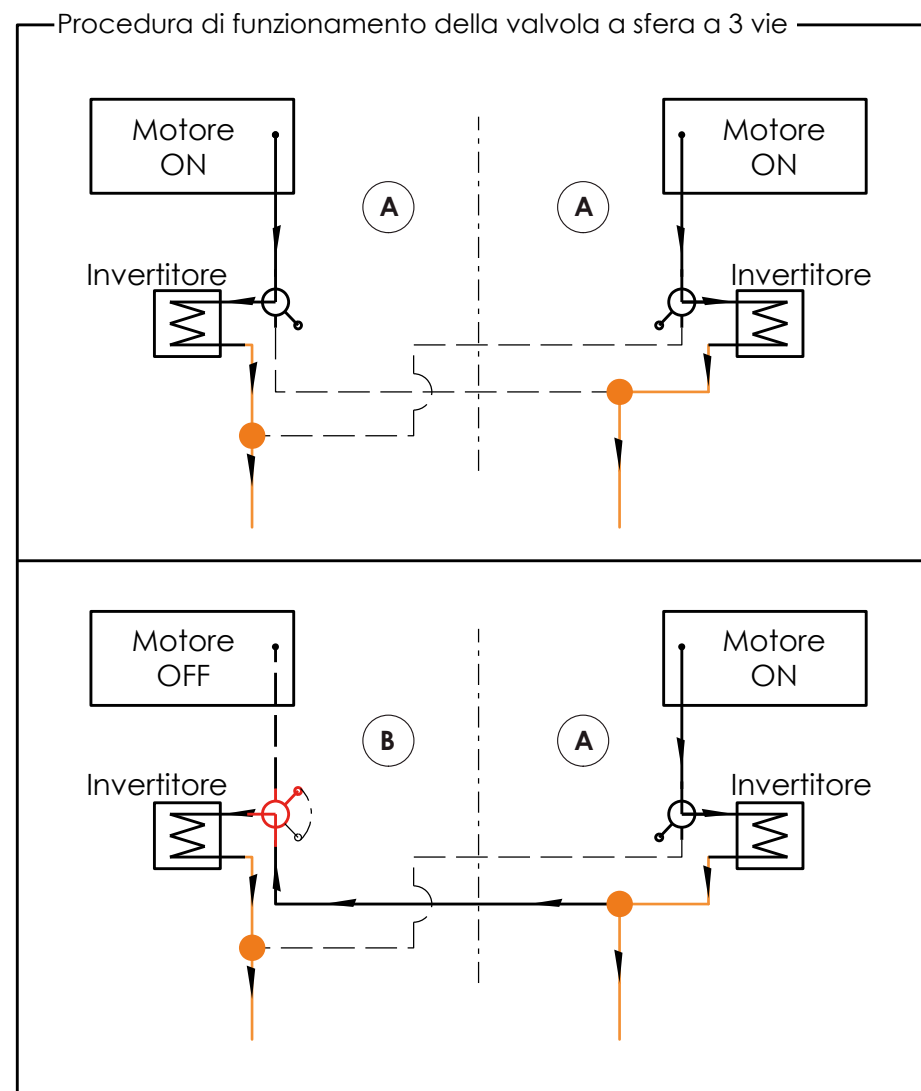 Procedura di funzionamento della valvola a sfera a 3 vie
Motore
ON
Motore
ON
A
A
Invertitore
Invertitore
Motore
OFF
Motore
ON
B
A
Invertitore
Invertitore